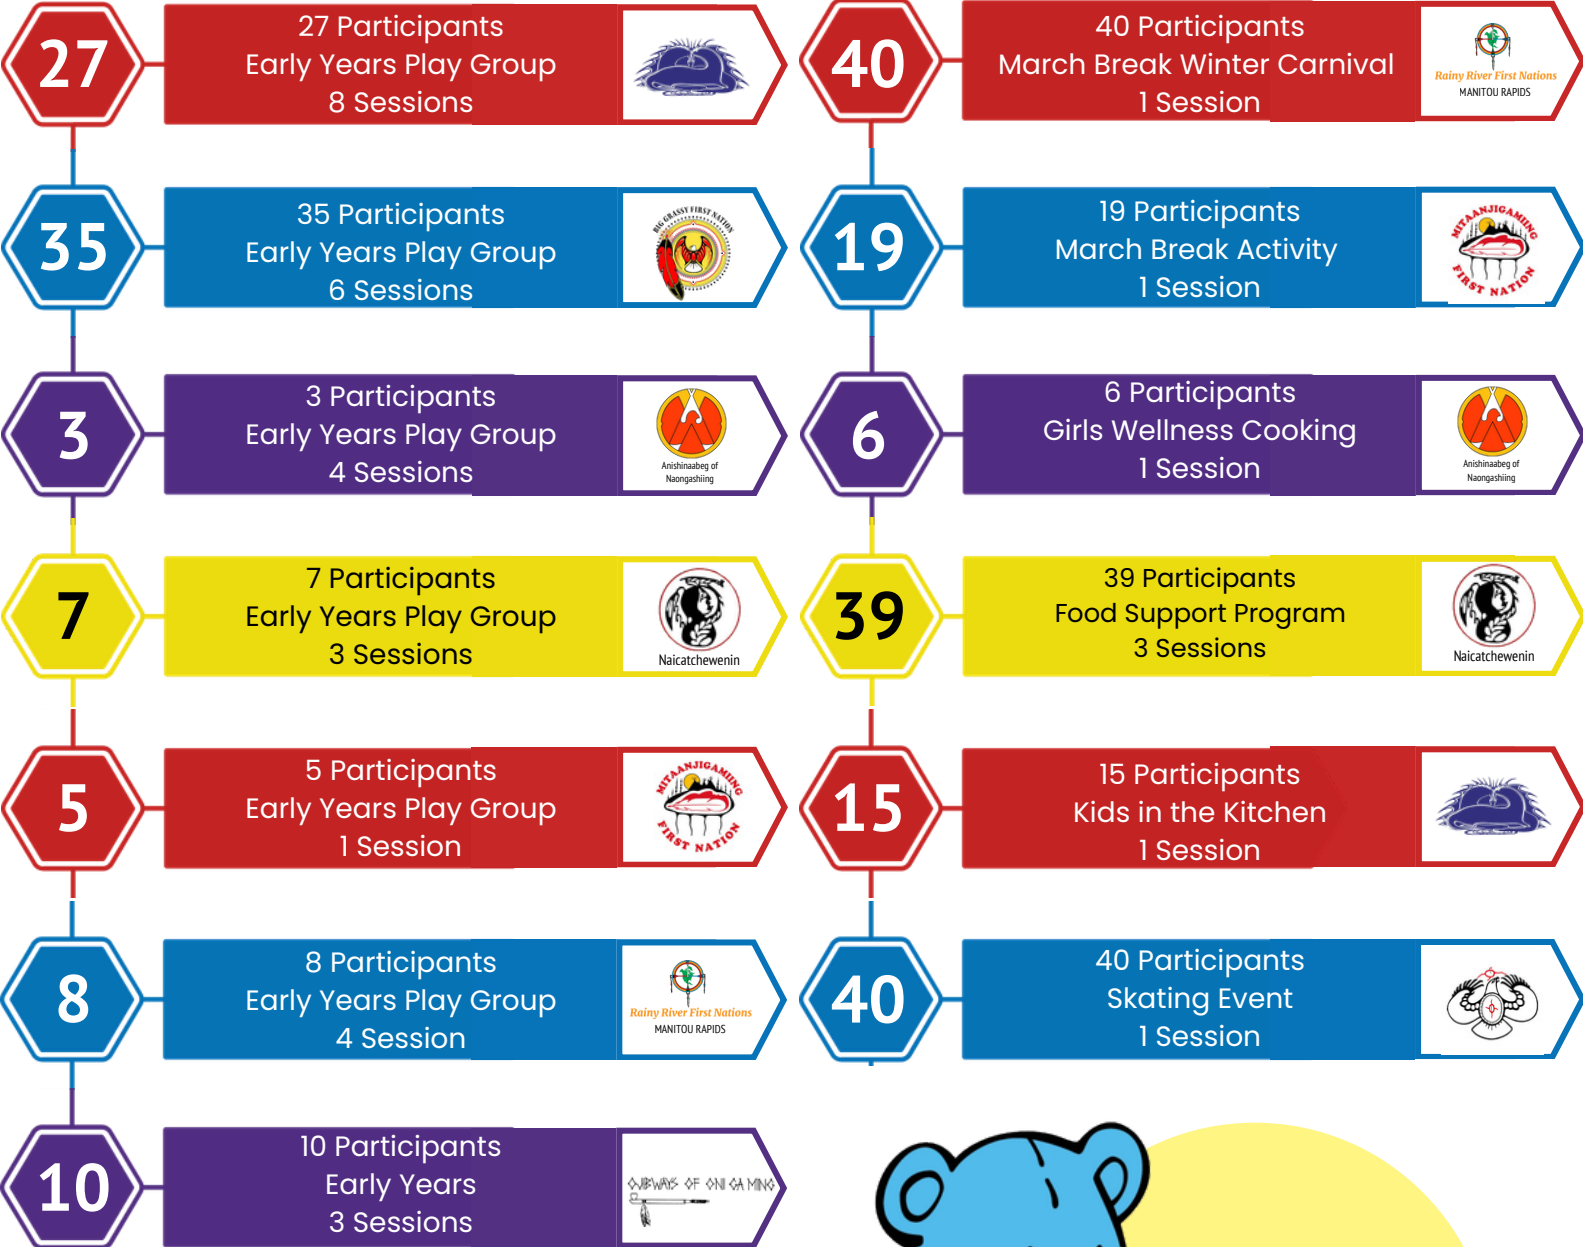 27
27 Participants
Early Years Play Group
8 Sessions
35
35 Participants
Early Years Play Group
6 Sessions
BIG GRASSY FIRST NATION
3
3 Participants
Early Years Play Group
4 Sessions
Anishinaabeg of
Naongashiing
7
7 Participants
Early Years Play Group
3 Sessions
Naicatchewenin
5
5 Participants
Early Years Play Group
1 Session
MITAANJIGAMIING
FIRST NATION
8
8 Participants
Early Years Play Group
4 Session
Rainy River First Nations
MANITOU RAPIDS
10
10 Participants
Early Years
3 Sessions
OJIBWAYS OF ONIGAMING
40
40 Participants
March Break Winter Carnival
1 Session
Rainy River First Nations
MANITOU RAPIDS
19
19 Participants
March Break Activity
1 Session
MITAANJIGAMIING
FIRST NATION
6
6 Participants
Girls Wellness Cooking
1 Session
Anishinaabeg of
Naongashiing
39
39 Participants
Food Support Program
3 Sessions
Naicatchewenin
15
15 Participants
Kids in the Kitchen
1 Session
40
40 Participants
Skating Event
1 Session